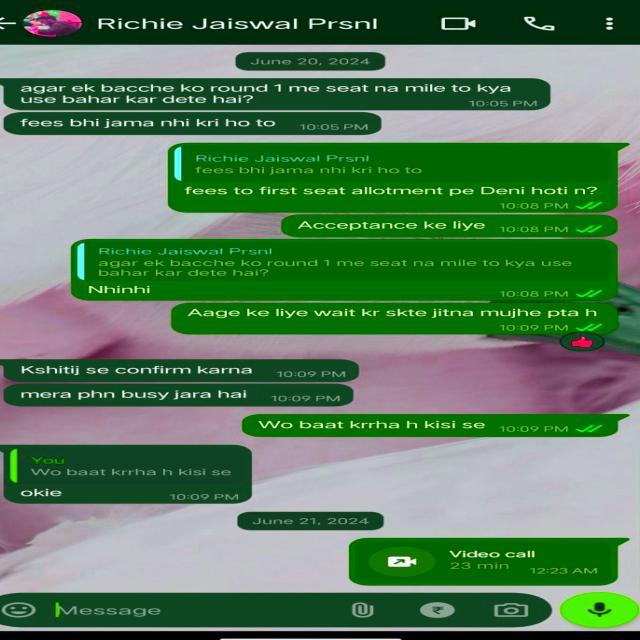 Richie Jaiswal Prsnl
June 20, 2024
agar ek bacche ko round 1 me seat na mile to kya
use bahar kar dete hai?
10:05 PM
fees bhi jama nhi kri ho to 10:05 PM
Richie Jaiswal Prsnl
fees bhi jama nhi kri ho to
fees to first seat allotment pe Deni hoti n?
10:08 PM
Acceptance ke liye 10:08 PM
Richie Jaiswal Prsnl
agar ek bacche ko round 1 me seat na mile to kya use
bahar kar dete hai?
Nhinhi 10:08 PM
Aage ke liye wait kr skte jitna mujhe pta h
10:09 PM
Kshitij se confirm karna 10:09 PM
mera phn busy jara hai 10:09 PM
Wo baat krrha h kisi se 10:09 PM
You
Wo baat krrha h kisi se
okie 10:09 PM
June 21, 2024
Video call
23 min 12:23 AM
Message